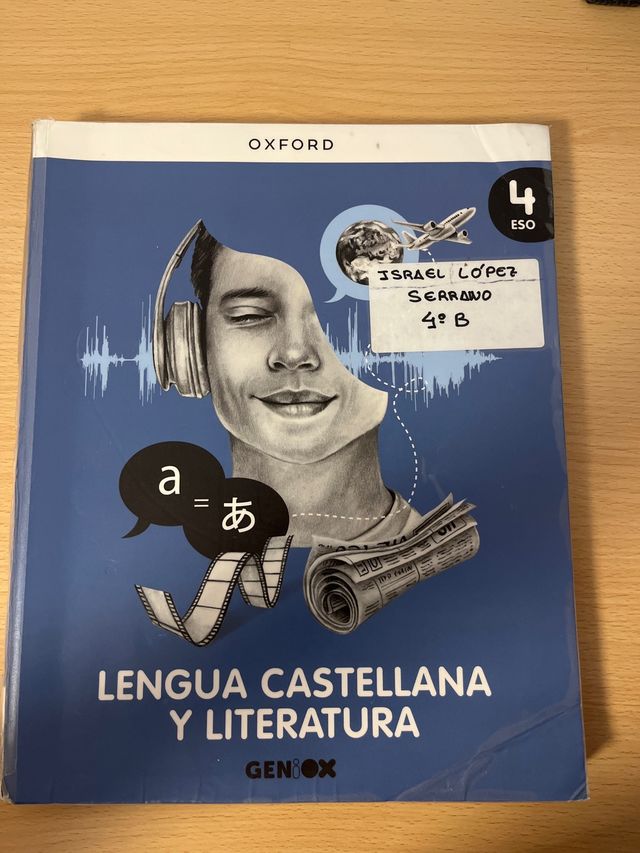 OXFORD
4
ESO
ISRAEL LÓPEZ
SERRANO
4º B
a
=
あ
LENGUA CASTELLANA
Y LITERATURA
GENiOX